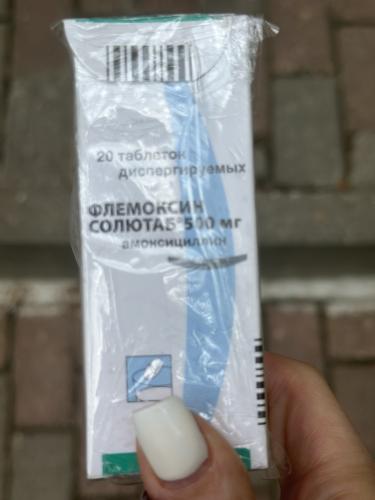 20 таблеток
диспергируемых
ФЛЕМОКСИН
СОЛЮТАБ® 500 мг
амоксициллин